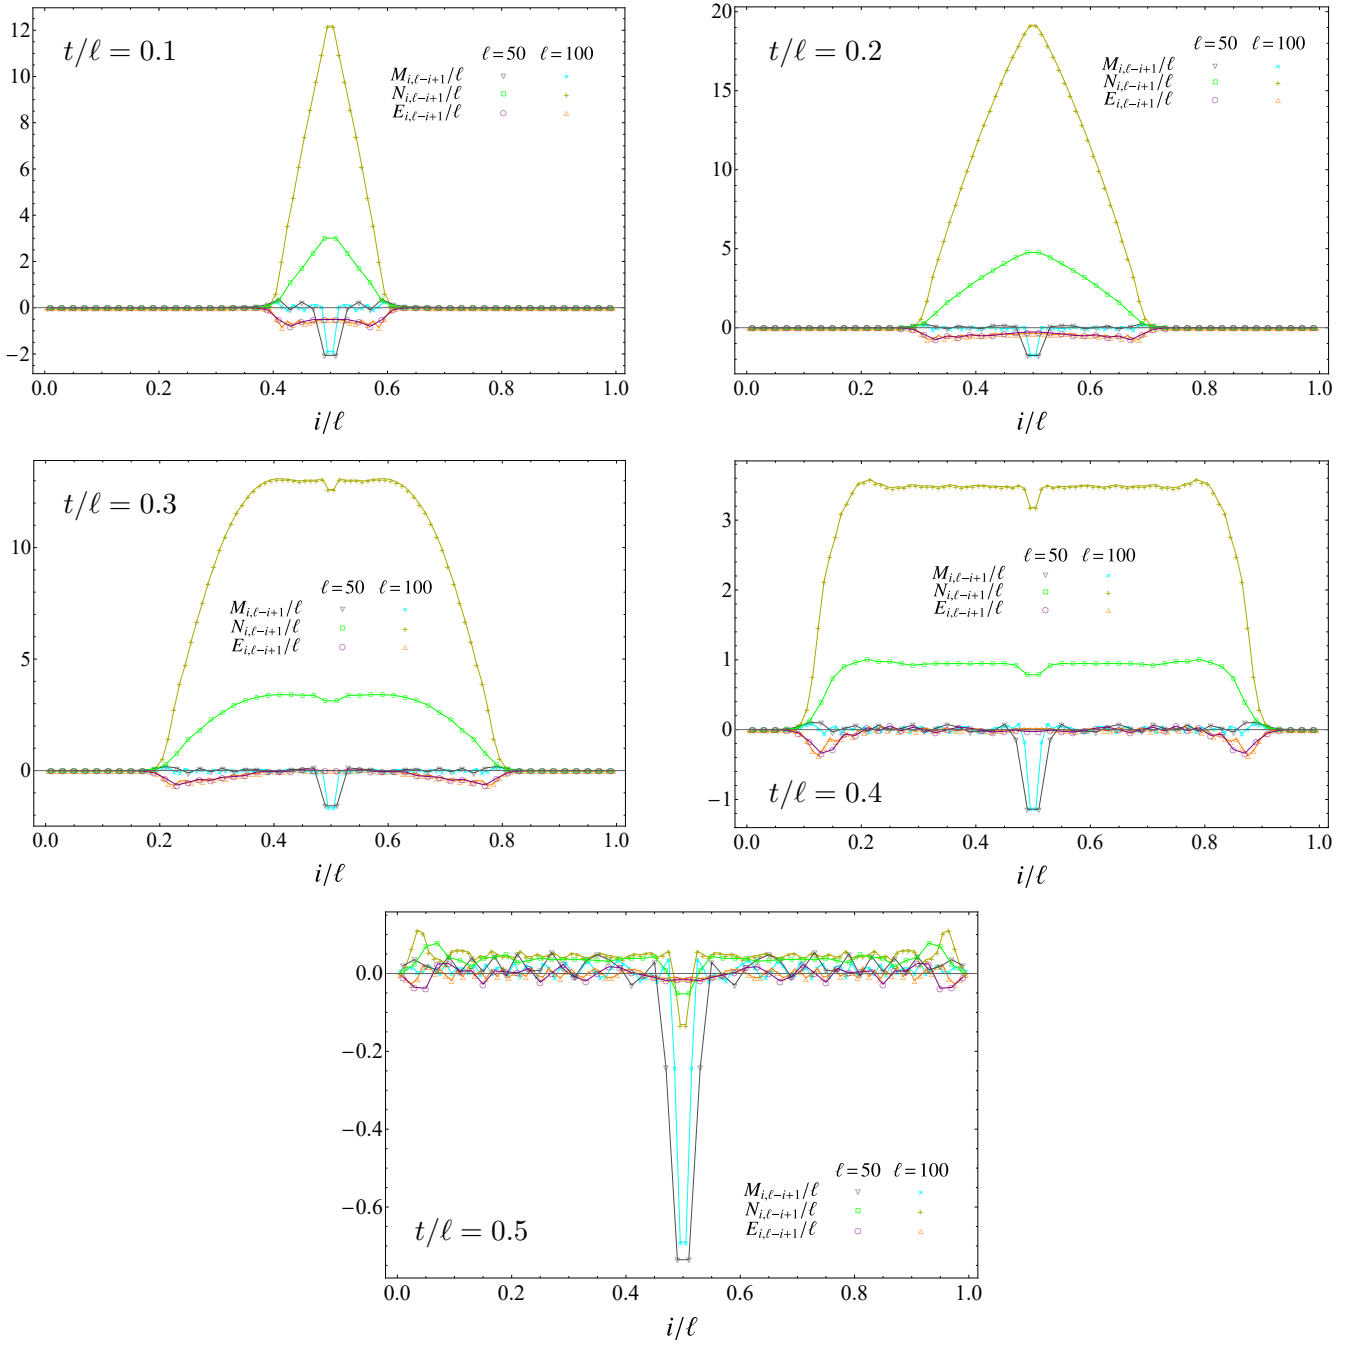 t/ℓ = 0.1
ℓ=50 ℓ=100
M_{i,ℓ−i+1}/ℓ
N_{i,ℓ−i+1}/ℓ
E_{i,ℓ−i+1}/ℓ
12
10
8
6
4
2
0
−2
0.0 0.2 0.4 0.6 0.8 1.0
i/ℓ
t/ℓ = 0.2
ℓ=50 ℓ=100
M_{i,ℓ−i+1}/ℓ
N_{i,ℓ−i+1}/ℓ
E_{i,ℓ−i+1}/ℓ
20
15
10
5
0
0.0 0.2 0.4 0.6 0.8 1.0
i/ℓ
t/ℓ = 0.3
ℓ=50 ℓ=100
M_{i,ℓ−i+1}/ℓ
N_{i,ℓ−i+1}/ℓ
E_{i,ℓ−i+1}/ℓ
10
5
0
0.0 0.2 0.4 0.6 0.8 1.0
i/ℓ
3
2
1
0
−1
ℓ=50 ℓ=100
M_{i,ℓ−i+1}/ℓ
N_{i,ℓ−i+1}/ℓ
E_{i,ℓ−i+1}/ℓ
t/ℓ = 0.4
0.0 0.2 0.4 0.6 0.8 1.0
i/ℓ
0.0
−0.2
−0.4
−0.6
ℓ=50 ℓ=100
M_{i,ℓ−i+1}/ℓ
N_{i,ℓ−i+1}/ℓ
E_{i,ℓ−i+1}/ℓ
t/ℓ = 0.5
0.0 0.2 0.4 0.6 0.8 1.0
i/ℓ